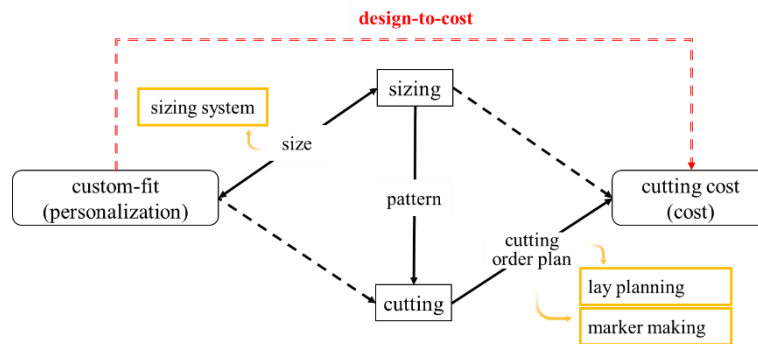 design-to-cost
sizing
sizing system
size
custom-fit
(personalization)
pattern
cutting cost
(cost)
cutting
order plan
lay planning
cutting
marker making